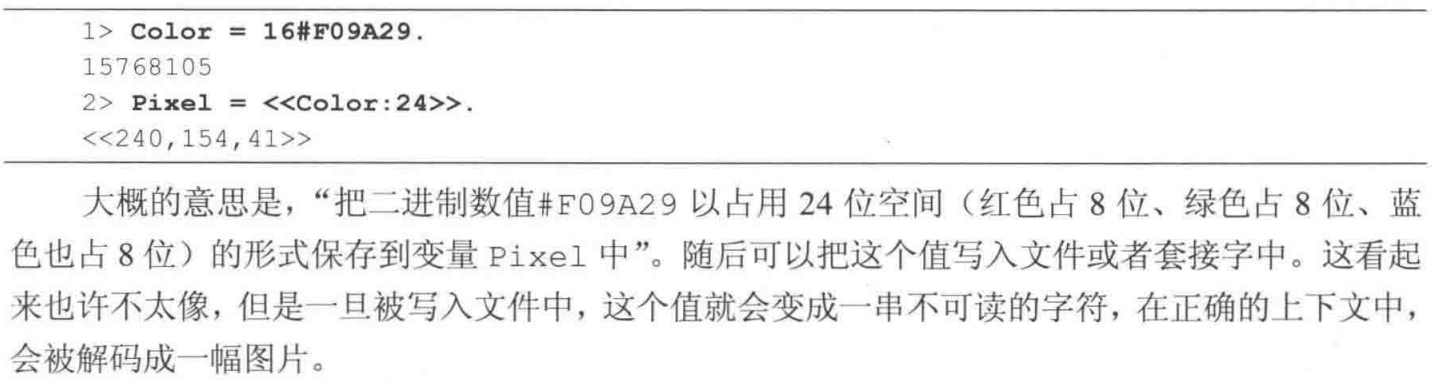 1> Color = 16#F09A29.
15768105
2> Pixel = <<Color:24>>.
<<240,154,41>>
大概的意思是，“把二进制数值#F09A29 以占用 24 位空间（红色占 8 位、绿色占 8 位、蓝
色也占 8 位）的形式保存到变量 Pixel 中”。随后可以把这个值写入文件或者套接字中。这看起
来也许不太像，但是一旦被写入文件中，这个值就会变成一串不可读的字符，在正确的上下文中，
会被解码成一幅图片。